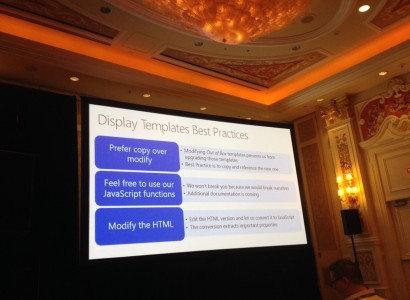 Display Templates Best Practices
Prefer copy over
modify
• Modifying Out of Box templates prevents us from
upgrading those templates
• Best Practice is to copy and reference the new one
Feel free to use our
JavaScript functions
• We won't break you because we would break ourselves
• Additional documentation is coming
Modify the HTML
• Edit the HTML version and let us convert it to JavaScript
• The conversion extracts important properties